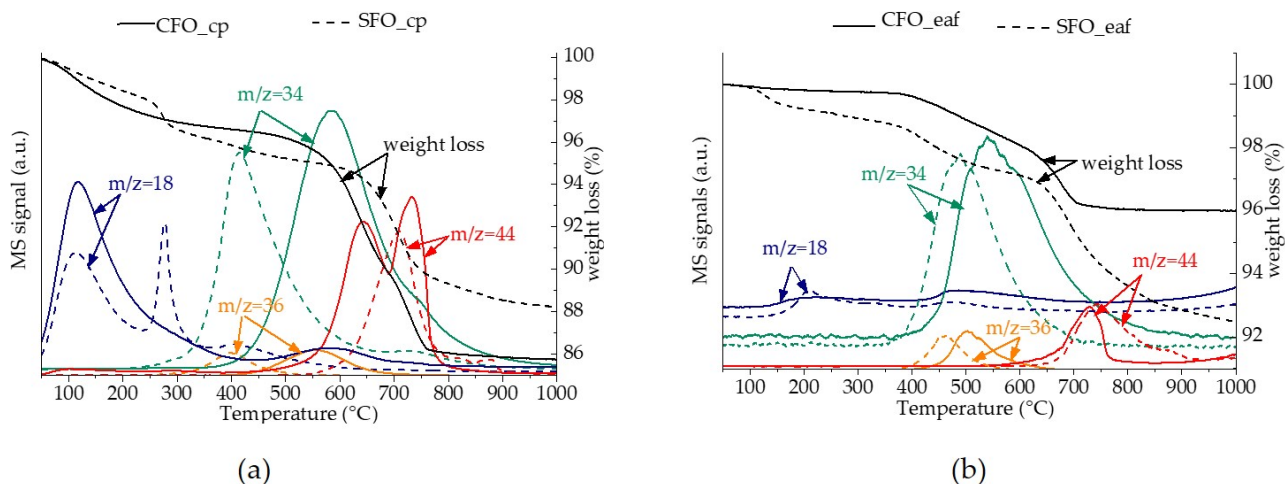 CFO_cp SFO_cp
MS signal (a.u.)
m/z=34
m/z=18
m/z=36
m/z=44
weight loss
100
98
96
94
92
90
88
86
weight loss (%)
100 200 300 400 500 600 700 800 900 1000
Temperature (°C)
(a)
CFO_eaf SFO_eaf
MS signals (a.u.)
m/z=34
m/z=18
m/z=36
m/z=44
weight loss
100
98
96
94
92
weight loss (%)
100 200 300 400 500 600 700 800 900 1000
Temperature (°C)
(b)